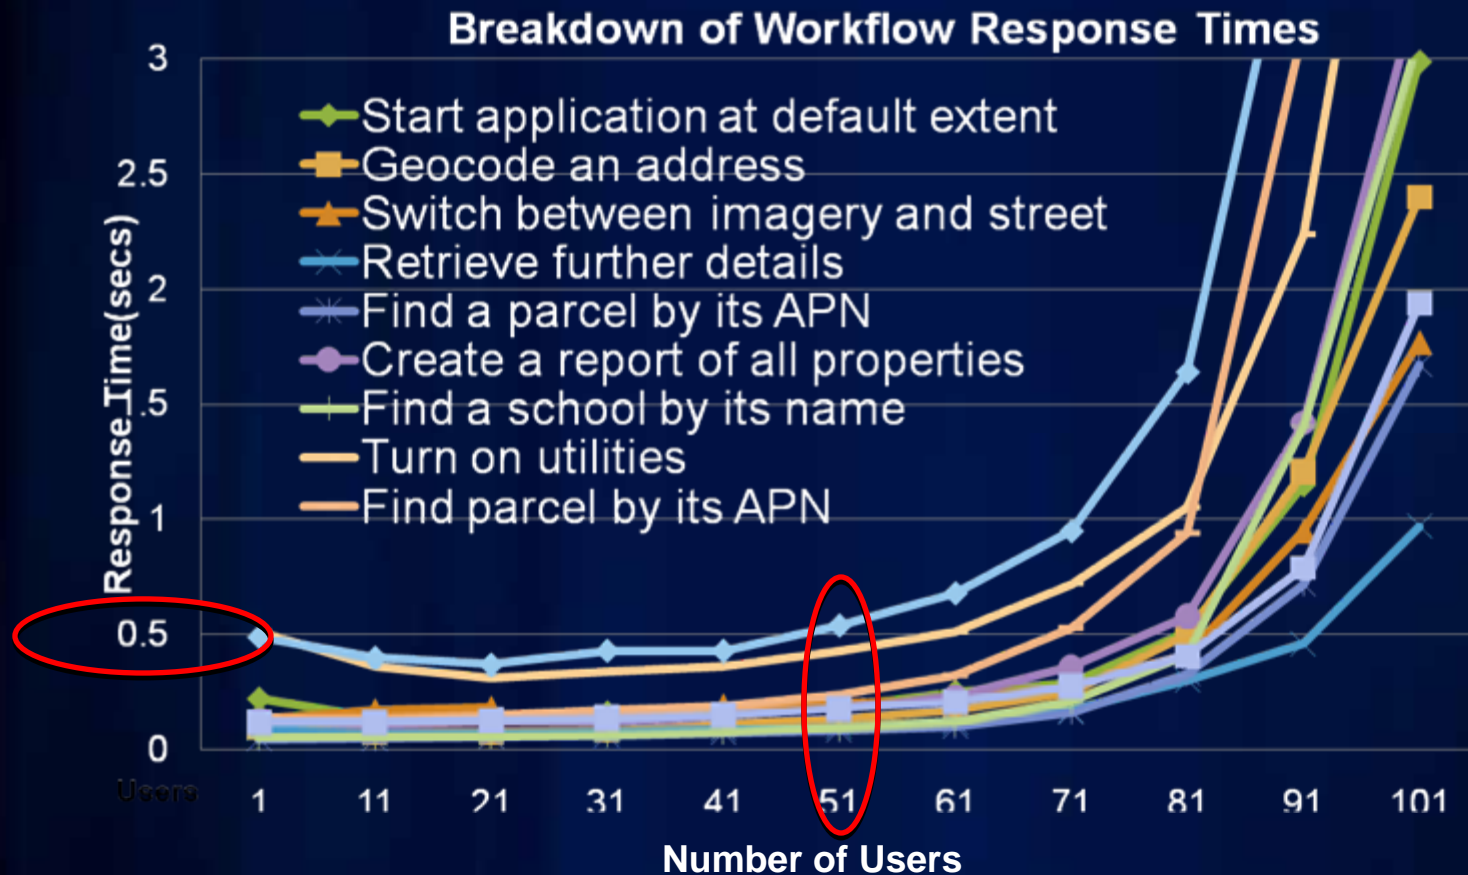 Breakdown of Workflow Response Times
3
2.5
2
.5
1
0.5
0
Response Time(secs)
Start application at default extent
Geocode an address
Switch between imagery and street
Retrieve further details
Find a parcel by its APN
Create a report of all properties
Find a school by its name
Turn on utilities
Find parcel by its APN
Users
1 11 21 31 41 51 61 71 81 91 101
Number of Users